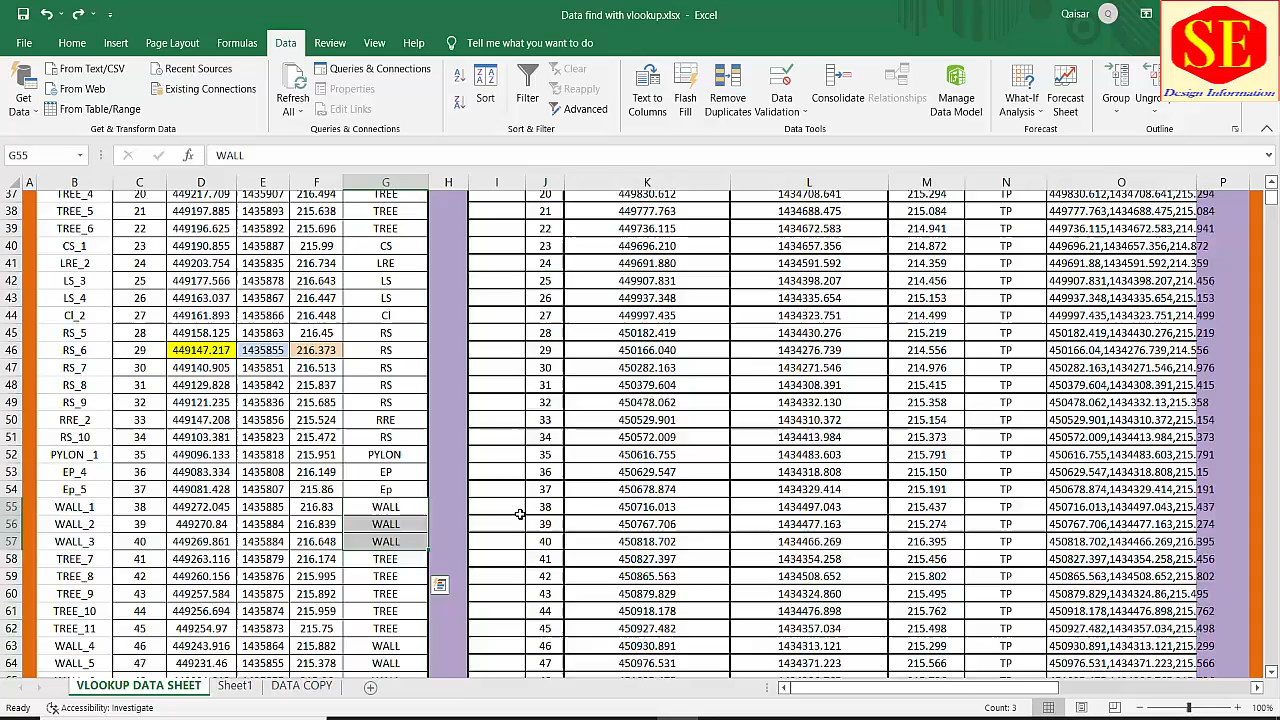 Data find with vlookup.xlsx - Excel
Qaisar Q
SE
Design Information
File Home Insert Page Layout Formulas Data Review View Help Tell me what you want to do
From Text/CSV Recent Sources Queries & Connections Clear
From Web Existing Connections Properties Reapply
From Table/Range Edit Links Advanced
Get Data Refresh All Sort Filter Text to Columns Flash Fill Remove Duplicates Data Validation Consolidate Relationships Manage Data Model What-If Analysis Forecast Sheet Group
Get & Transform Data Queries & Connections Sort & Filter Data Tools Forecast Outline
G55 fx WALL
A B C D E F G H I J K L M N O P
37 TREE_4 20 449217.709 1435907 216.494 TREE 20 449830.612 1434708.641 215.294 TP 449830.612,1434708.641,215.294
38 TREE_5 21 449197.885 1435893 215.638 TREE 21 449777.763 1434688.475 215.084 TP 449777.763,1434688.475,215.084
39 TREE_6 22 449196.625 1435892 215.696 TREE 22 449736.115 1434672.583 214.941 TP 449736.115,1434672.583,214.941
40 CS_1 23 449190.855 1435887 215.99 CS 23 449696.210 1434657.356 214.872 TP 449696.21,1434657.356,214.872
41 LRE_2 24 449203.754 1435835 216.734 LRE 24 449691.880 1434591.592 214.359 TP 449691.88,1434591.592,214.359
42 LS_3 25 449177.566 1435878 216.643 LS 25 449907.831 1434398.207 214.456 TP 449907.831,1434398.207,214.456
43 LS_4 26 449163.037 1435867 216.447 LS 26 449937.348 1434335.654 215.153 TP 449937.348,1434335.654,215.153
44 Cl_2 27 449161.893 1435866 216.448 Cl 27 449997.435 1434323.751 214.499 TP 449997.435,1434323.751,214.499
45 RS_5 28 449158.125 1435863 216.45 RS 28 450182.419 1434430.276 215.219 TP 450182.419,1434430.276,215.219
46 RS_6 29 449147.217 1435855 216.373 RS 29 450166.040 1434276.739 214.556 TP 450166.04,1434276.739,214.556
47 RS_7 30 449140.905 1435851 216.513 RS 30 450282.163 1434271.546 214.976 TP 450282.163,1434271.546,214.976
48 RS_8 31 449129.828 1435842 215.837 RS 31 450379.604 1434308.391 215.415 TP 450379.604,1434308.391,215.415
49 RS_9 32 449121.235 1435836 215.685 RS 32 450478.062 1434332.130 215.358 TP 450478.062,1434332.13,215.358
50 RRE_2 33 449147.208 1435856 215.524 RRE 33 450529.901 1434310.372 215.154 TP 450529.901,1434310.372,215.154
51 RS_10 34 449103.381 1435823 215.472 RS 34 450572.009 1434413.984 215.373 TP 450572.009,1434413.984,215.373
52 PYLON _1 35 449096.133 1435818 215.951 PYLON 35 450616.755 1434483.603 215.791 TP 450616.755,1434483.603,215.791
53 EP_4 36 449083.334 1435808 216.149 EP 36 450629.547 1434318.808 215.150 TP 450629.547,1434318.808,215.15
54 Ep_5 37 449081.428 1435807 215.86 Ep 37 450678.874 1434329.414 215.191 TP 450678.874,1434329.414,215.191
55 WALL_1 38 449272.045 1435885 216.83 WALL 38 450716.013 1434497.043 215.437 TP 450716.013,1434497.043,215.437
56 WALL_2 39 449270.84 1435884 216.839 WALL 39 450767.706 1434477.163 215.274 TP 450767.706,1434477.163,215.274
57 WALL_3 40 449269.861 1435884 216.648 WALL 40 450818.702 1434466.269 216.395 TP 450818.702,1434466.269,216.395
58 TREE_7 41 449263.116 1435879 216.174 TREE 41 450827.397 1434354.258 215.456 TP 450827.397,1434354.258,215.456
59 TREE_8 42 449260.156 1435876 215.995 TREE 42 450865.563 1434508.652 215.802 TP 450865.563,1434508.652,215.802
60 TREE_9 43 449257.584 1435875 215.892 TREE 43 450879.829 1434324.860 215.495 TP 450879.829,1434324.86,215.495
61 TREE_10 44 449256.694 1435874 215.959 TREE 44 450918.178 1434476.898 215.762 TP 450918.178,1434476.898,215.762
62 TREE_11 45 449254.97 1435873 215.75 TREE 45 450927.482 1434357.034 215.498 TP 450927.482,1434357.034,215.498
63 WALL_4 46 449243.916 1435864 215.882 WALL 46 450930.891 1434313.121 215.299 TP 450930.891,1434313.121,215.299
64 WALL_5 47 449231.46 1435855 215.378 WALL 47 450976.531 1434371.223 215.566 TP 450976.531,1434371.223,215.566
VLOOKUP DATA SHEET Sheet1 DATA COPY
Ready Accessibility: Investigate Count: 3 100%